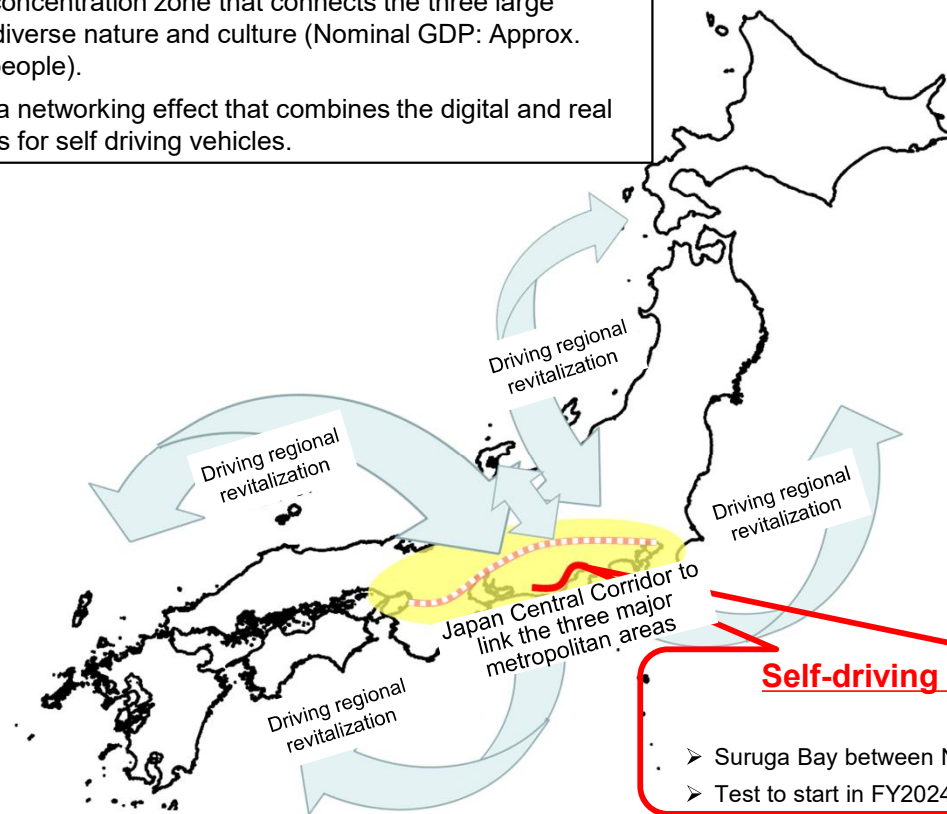 concentration zone that connects the three large
diverse nature and culture (Nominal GDP: Approx.
people).
a networking effect that combines the digital and real
s for self driving vehicles.
Driving regional
revitalization
Driving regional
revitalization
Driving regional
revitalization
Japan Central Corridor to
link the three major
metropolitan areas
Driving regional
revitalization
Self-driving
➢ Suruga Bay between N
➢ Test to start in FY2024